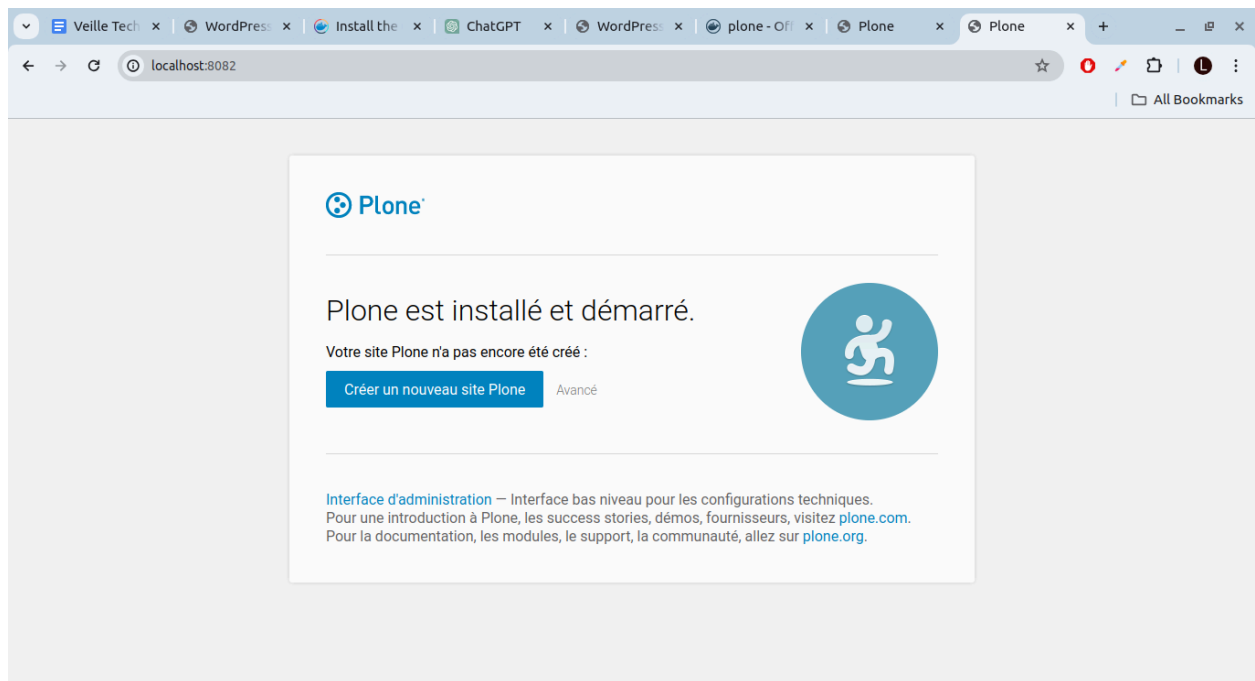 Veille Tech
WordPress
Install the
ChatGPT
WordPress
plone - Off
Plone
Plone
localhost:8082
L
All Bookmarks
Plone
Plone est installé et démarré.
Votre site Plone n'a pas encore été créé :
Créer un nouveau site Plone Avancé
Interface d'administration — Interface bas niveau pour les configurations techniques.
Pour une introduction à Plone, les success stories, démos, fournisseurs, visitez plone.com.
Pour la documentation, les modules, le support, la communauté, allez sur plone.org.